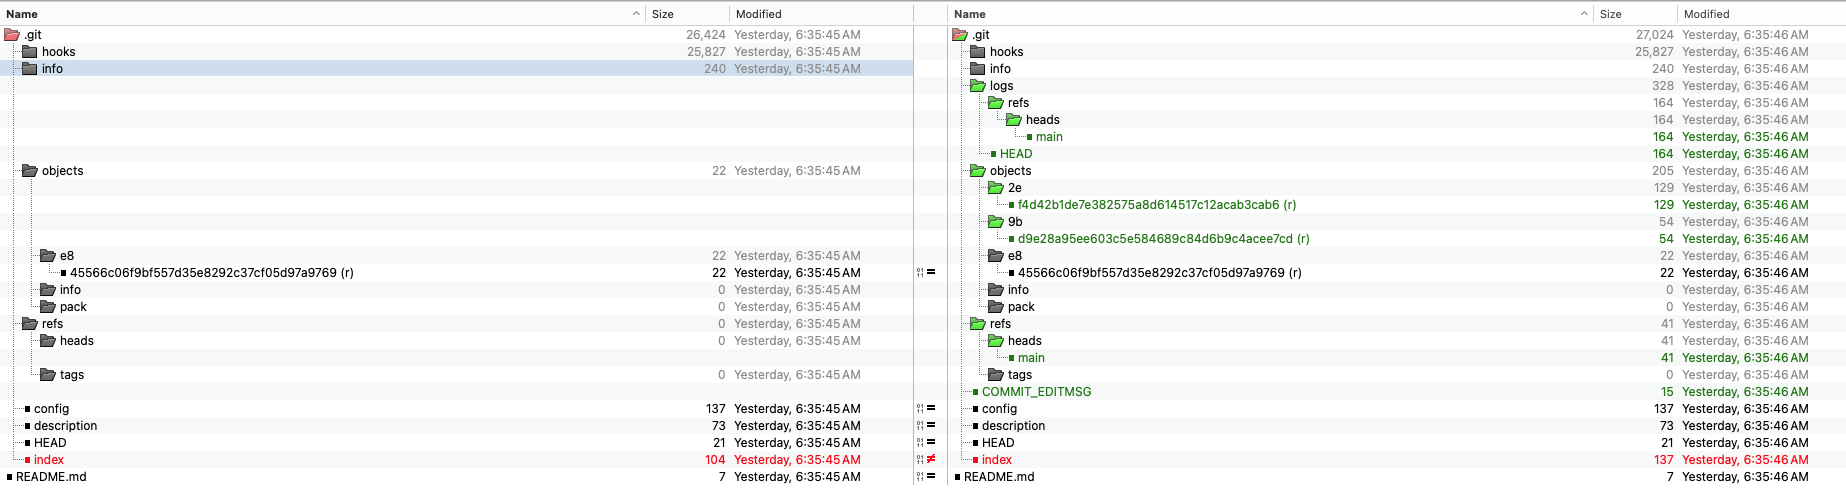 Name Size Modified Name Size Modified
.git 26,424 Yesterday, 6:35:45 AM .git 27,024 Yesterday, 6:35:46 AM
hooks 25,827 Yesterday, 6:35:45 AM hooks 25,827 Yesterday, 6:35:46 AM
info 240 Yesterday, 6:35:45 AM info 240 Yesterday, 6:35:46 AM
logs 328 Yesterday, 6:35:46 AM
refs 164 Yesterday, 6:35:46 AM
heads 164 Yesterday, 6:35:46 AM
main 164 Yesterday, 6:35:46 AM
HEAD 164 Yesterday, 6:35:46 AM
objects 22 Yesterday, 6:35:45 AM objects 205 Yesterday, 6:35:46 AM
2e 129 Yesterday, 6:35:46 AM
f4d42b1de7e382575a8d614517c12acab3cab6 (r) 129 Yesterday, 6:35:46 AM
9b 54 Yesterday, 6:35:46 AM
d9e28a95ee603c5e584689c84d6b9c4acee7cd (r) 54 Yesterday, 6:35:46 AM
e8 22 Yesterday, 6:35:45 AM e8 22 Yesterday, 6:35:46 AM
45566c06f9bf557d35e8292c37cf05d97a9769 (r) 22 Yesterday, 6:35:45 AM = 45566c06f9bf557d35e8292c37cf05d97a9769 (r) 22 Yesterday, 6:35:46 AM
info 0 Yesterday, 6:35:45 AM info 0 Yesterday, 6:35:46 AM
pack 0 Yesterday, 6:35:45 AM pack 0 Yesterday, 6:35:46 AM
refs 0 Yesterday, 6:35:45 AM refs 41 Yesterday, 6:35:46 AM
heads 0 Yesterday, 6:35:45 AM heads 41 Yesterday, 6:35:46 AM
main 41 Yesterday, 6:35:46 AM
tags 0 Yesterday, 6:35:45 AM tags 0 Yesterday, 6:35:46 AM
COMMIT_EDITMSG 15 Yesterday, 6:35:46 AM
config 137 Yesterday, 6:35:45 AM = config 137 Yesterday, 6:35:46 AM
description 73 Yesterday, 6:35:45 AM = description 73 Yesterday, 6:35:46 AM
HEAD 21 Yesterday, 6:35:45 AM = HEAD 21 Yesterday, 6:35:46 AM
index 104 Yesterday, 6:35:45 AM ≠ index 137 Yesterday, 6:35:46 AM
README.md 7 Yesterday, 6:35:45 AM = README.md 7 Yesterday, 6:35:46 AM